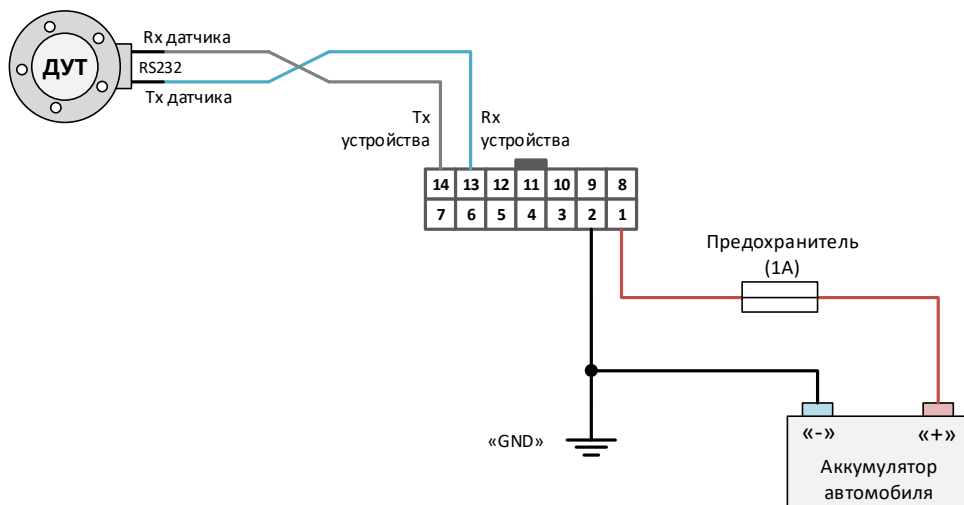 Rx датчика
ДУТ
RS232
Tx датчика
Tx
устройства
Rx
устройства
14 13 12 11 10 9 8
7 6 5 4 3 2 1
Предохранитель
(1А)
«GND»
«-» «+»
Аккумулятор
автомобиля